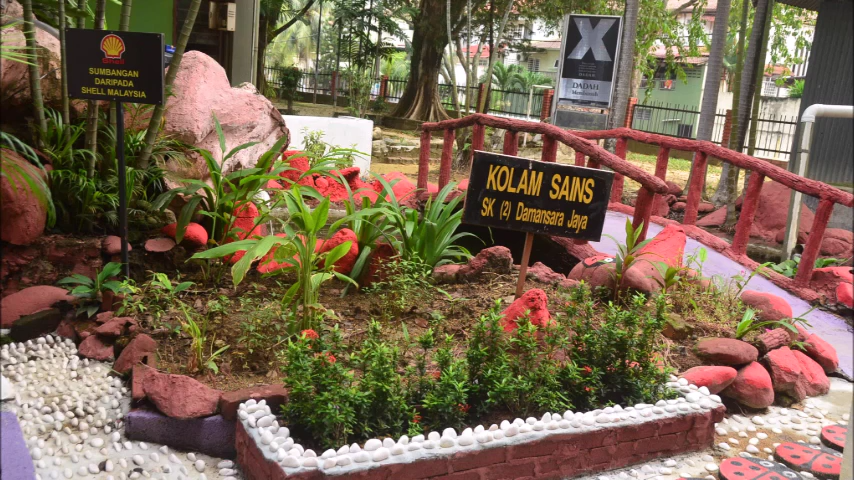 SUMBANGAN
DARIPADA
SHELL MALAYSIA
X
DADAH
KOLAM SAINS
SK (2) Damansara Jaya